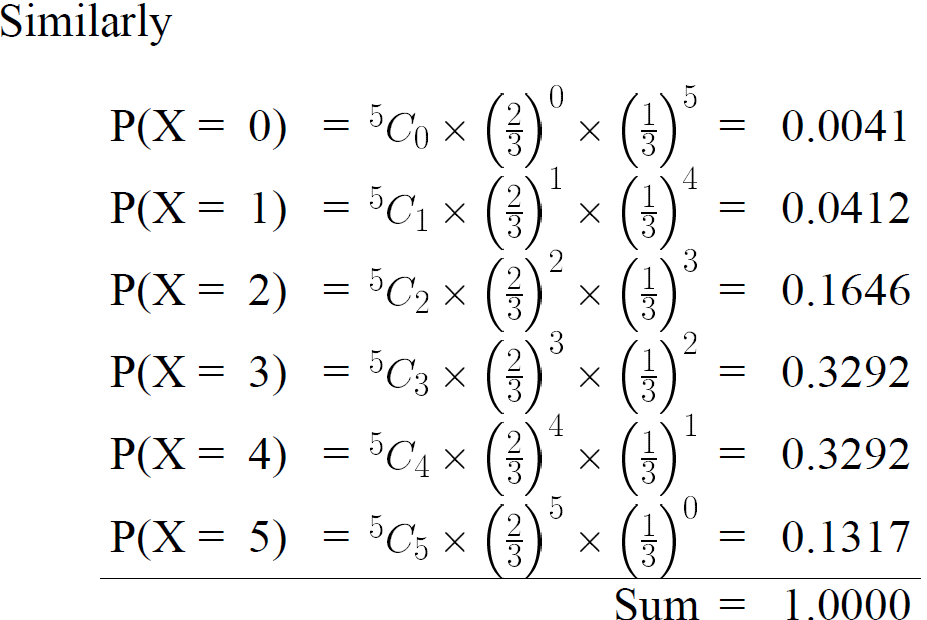 Similarly
P(X = 0) = ⁵C₀ × (2/3)⁰ × (1/3)⁵ = 0.0041
P(X = 1) = ⁵C₁ × (2/3)¹ × (1/3)⁴ = 0.0412
P(X = 2) = ⁵C₂ × (2/3)² × (1/3)³ = 0.1646
P(X = 3) = ⁵C₃ × (2/3)³ × (1/3)² = 0.3292
P(X = 4) = ⁵C₄ × (2/3)⁴ × (1/3)¹ = 0.3292
P(X = 5) = ⁵C₅ × (2/3)⁵ × (1/3)⁰ = 0.1317
Sum = 1.0000